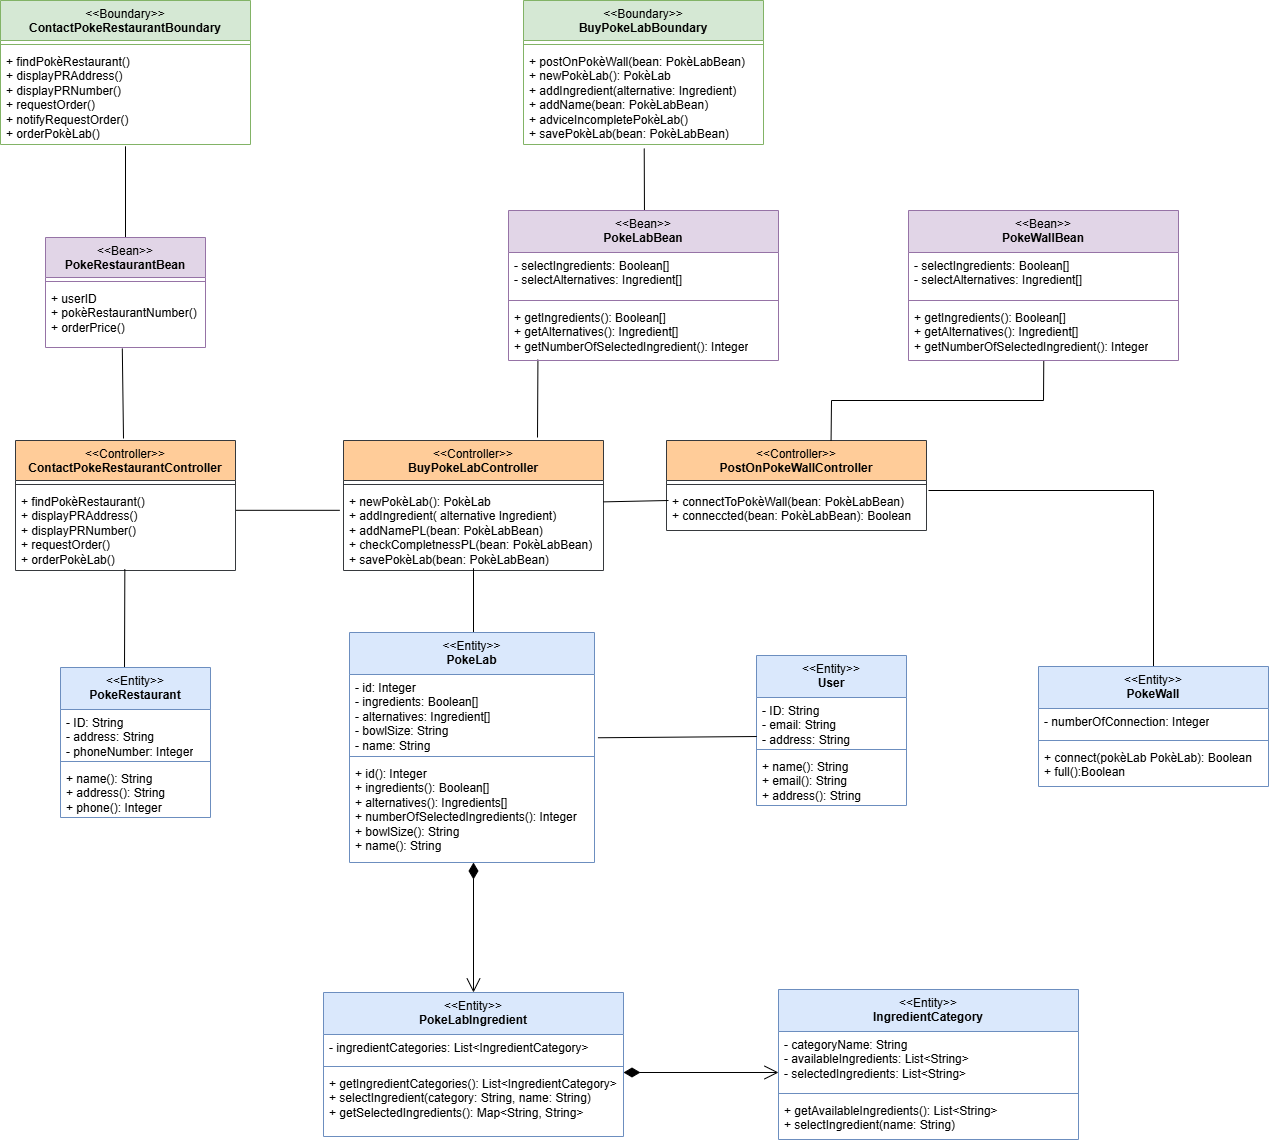 <<Boundary>>
ContactPokeRestaurantBoundary
+ findPokèRestaurant()
+ displayPRAddress()
+ displayPRNumber()
+ requestOrder()
+ notifyRequestOrder()
+ orderPokèLab()
<<Boundary>>
BuyPokeLabBoundary
+ postOnPokèWall(bean: PokèLabBean)
+ newPokèLab(): PokèLab
+ addIngredient(alternative: Ingredient)
+ addName(bean: PokèLabBean)
+ adviceIncompletePokèLab()
+ savePokèLab(bean: PokèLabBean)
<<Bean>>
PokeRestaurantBean
+ userID
+ pokèRestaurantNumber()
+ orderPrice()
<<Bean>>
PokeLabBean
- selectIngredients: Boolean[]
- selectAlternatives: Ingredient[]
+ getIngredients(): Boolean[]
+ getAlternatives(): Ingredient[]
+ getNumberOfSelectedIngredient(): Integer
<<Bean>>
PokeWallBean
- selectIngredients: Boolean[]
- selectAlternatives: Ingredient[]
+ getIngredients(): Boolean[]
+ getAlternatives(): Ingredient[]
+ getNumberOfSelectedIngredient(): Integer
<<Controller>>
ContactPokeRestaurantController
+ findPokèRestaurant()
+ displayPRAddress()
+ displayPRNumber()
+ requestOrder()
+ orderPokèLab()
<<Controller>>
BuyPokeLabController
+ newPokèLab(): PokèLab
+ addIngredient( alternative Ingredient)
+ addNamePL(bean: PokèLabBean)
+ checkCompletnessPL(bean: PokèLabBean)
+ savePokèLab(bean: PokèLabBean)
<<Controller>>
PostOnPokeWallController
+ connectToPokèWall(bean: PokèLabBean)
+ conneccted(bean: PokèLabBean): Boolean
<<Entity>>
PokeRestaurant
- ID: String
- address: String
- phoneNumber: Integer
+ name(): String
+ address(): String
+ phone(): Integer
<<Entity>>
PokeLab
- id: Integer
- ingredients: Boolean[]
- alternatives: Ingredient[]
- bowlSize: String
- name: String
+ id(): Integer
+ ingredients(): Boolean[]
+ alternatives(): Ingredients[]
+ numberOfSelectedIngredients(): Integer
+ bowlSize(): String
+ name(): String
<<Entity>>
User
- ID: String
- email: String
- address: String
+ name(): String
+ email(): String
+ address(): String
<<Entity>>
PokeWall
- numberOfConnection: Integer
+ connect(pokèLab PokèLab): Boolean
+ full():Boolean
<<Entity>>
PokeLabIngredient
- ingredientCategories: List<IngredientCategory>
+ getIngredientCategories(): List<IngredientCategory>
+ selectIngredient(category: String, name: String)
+ getSelectedIngredients(): Map<String, String>
<<Entity>>
IngredientCategory
- categoryName: String
- availableIngredients: List<String>
- selectedIngredients: List<String>
+ getAvailableIngredients(): List<String>
+ selectIngredient(name: String)